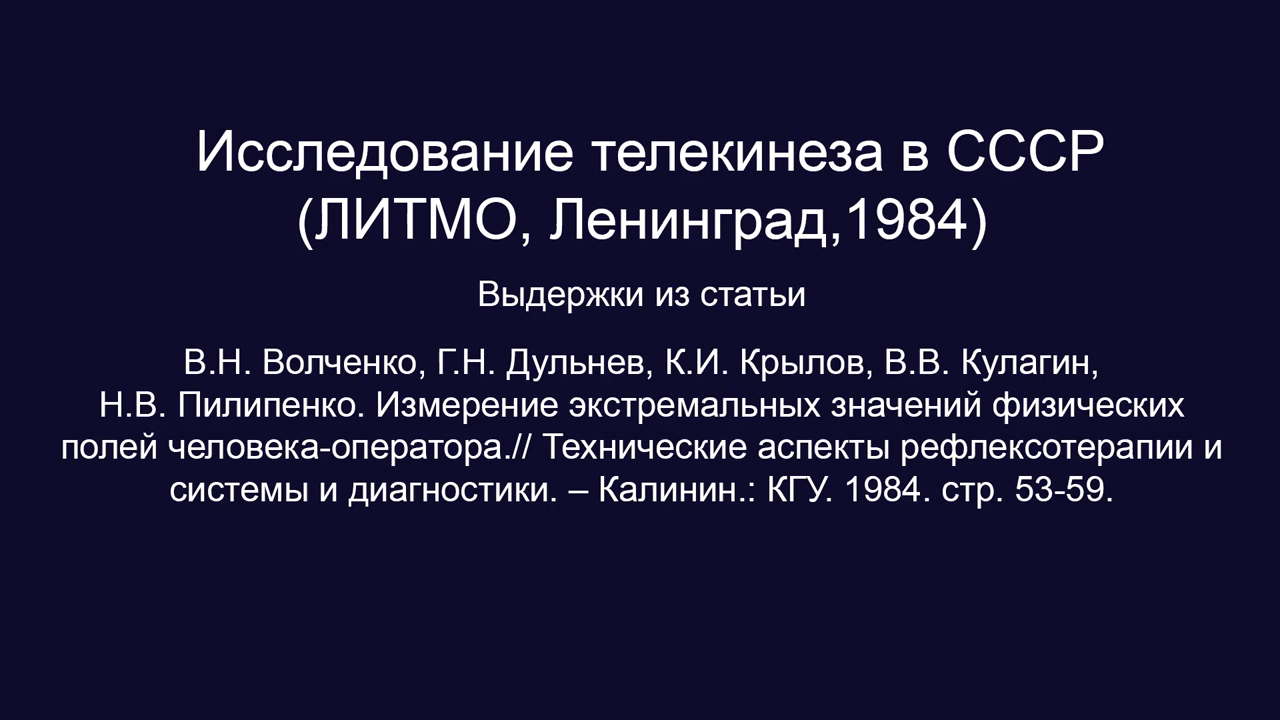 Исследование телекинеза в СССР
(ЛИТМО, Ленинград,1984)
Выдержки из статьи
В.Н. Волченко, Г.Н. Дульнев, К.И. Крылов, В.В. Кулагин,
Н.В. Пилипенко. Измерение экстремальных значений физических
полей человека-оператора.// Технические аспекты рефлексотерапии и
системы и диагностики. – Калинин.: КГУ. 1984. стр. 53-59.